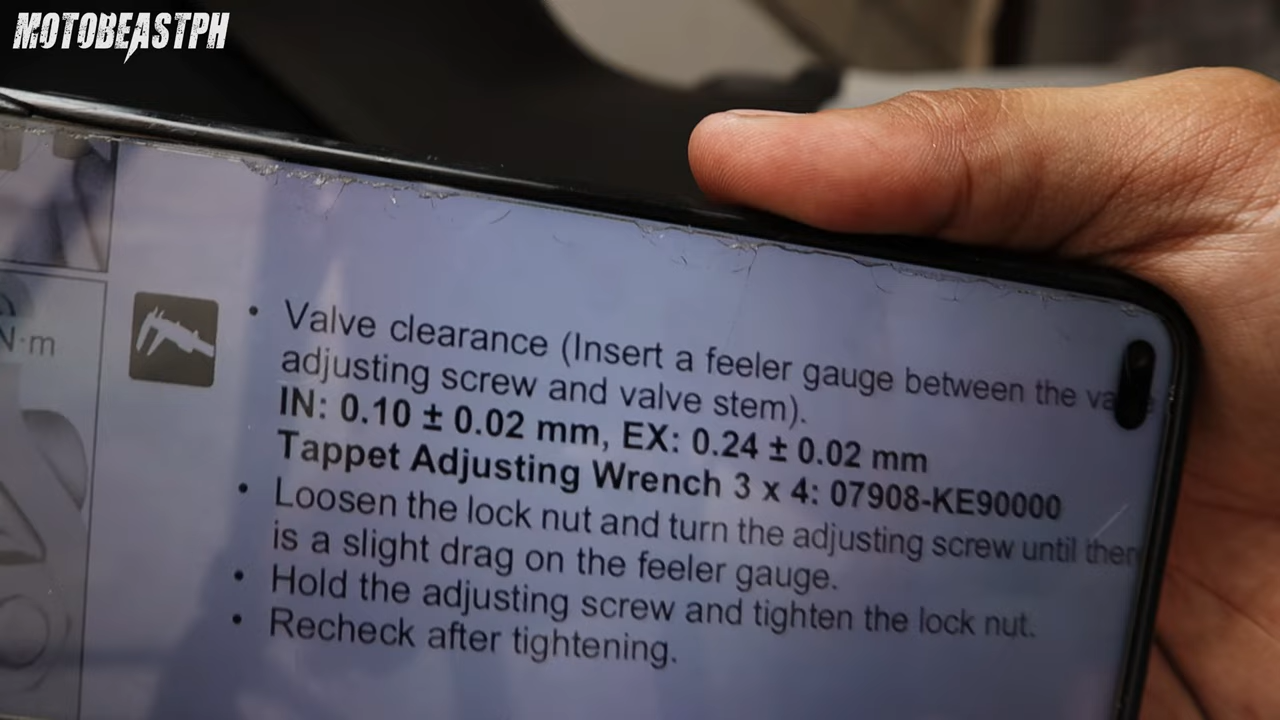 MOTOBEASTPH
N·m
• Valve clearance (Insert a feeler gauge between the
adjusting screw and valve stem).
IN: 0.10 ± 0.02 mm, EX: 0.24 ± 0.02 mm
Tappet Adjusting Wrench 3 x 4: 07908-KE90000
• Loosen the lock nut and turn the adjusting screw until
is a slight drag on the feeler gauge.
• Hold the adjusting screw and tighten the lock nut.
• Recheck after tightening.